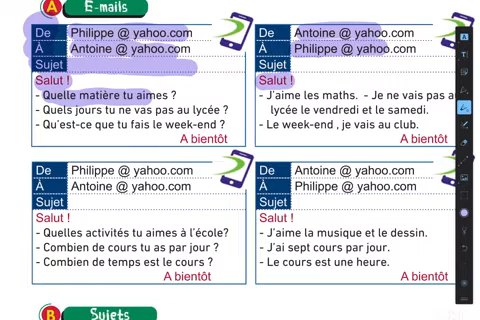 A E-mails
De Philippe @ yahoo.com
À Antoine @ yahoo.com
Sujet
Salut !
- Quelle matière tu aimes ?
- Quels jours tu ne vas pas au lycée ?
- Qu'est-ce que tu fais le week-end ?
A bientôt
De Antoine @ yahoo.com
À Philippe @ yahoo.com
Sujet
Salut !
- J'aime les maths. - Je ne vais pas a
lycée le vendredi et le samedi.
- Le week-end , je vais au club.
A bientôt
De Philippe @ yahoo.com
À Antoine @ yahoo.com
Sujet
Salut !
- Quelles activités tu aimes à l'école?
- Combien de cours tu as par jour ?
- Combien de temps est le cours ?
A bientôt
De Antoine @ yahoo.com
À Philippe @ yahoo.com
Sujet
Salut !
- J'aime la musique et le dessin.
- J'ai sept cours par jour.
- Le cours est une heure.
A bientôt
B Sujets